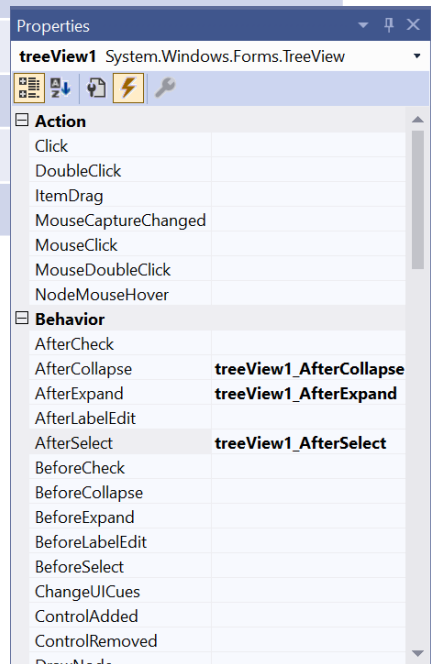 Properties
treeView1 System.Windows.Forms.TreeView
Action
Click
DoubleClick
ItemDrag
MouseCaptureChanged
MouseClick
MouseDoubleClick
NodeMouseHover
Behavior
AfterCheck
AfterCollapse treeView1_AfterCollapse
AfterExpand treeView1_AfterExpand
AfterLabelEdit
AfterSelect treeView1_AfterSelect
BeforeCheck
BeforeCollapse
BeforeExpand
BeforeLabelEdit
BeforeSelect
ChangeUICues
ControlAdded
ControlRemoved
DrawNode